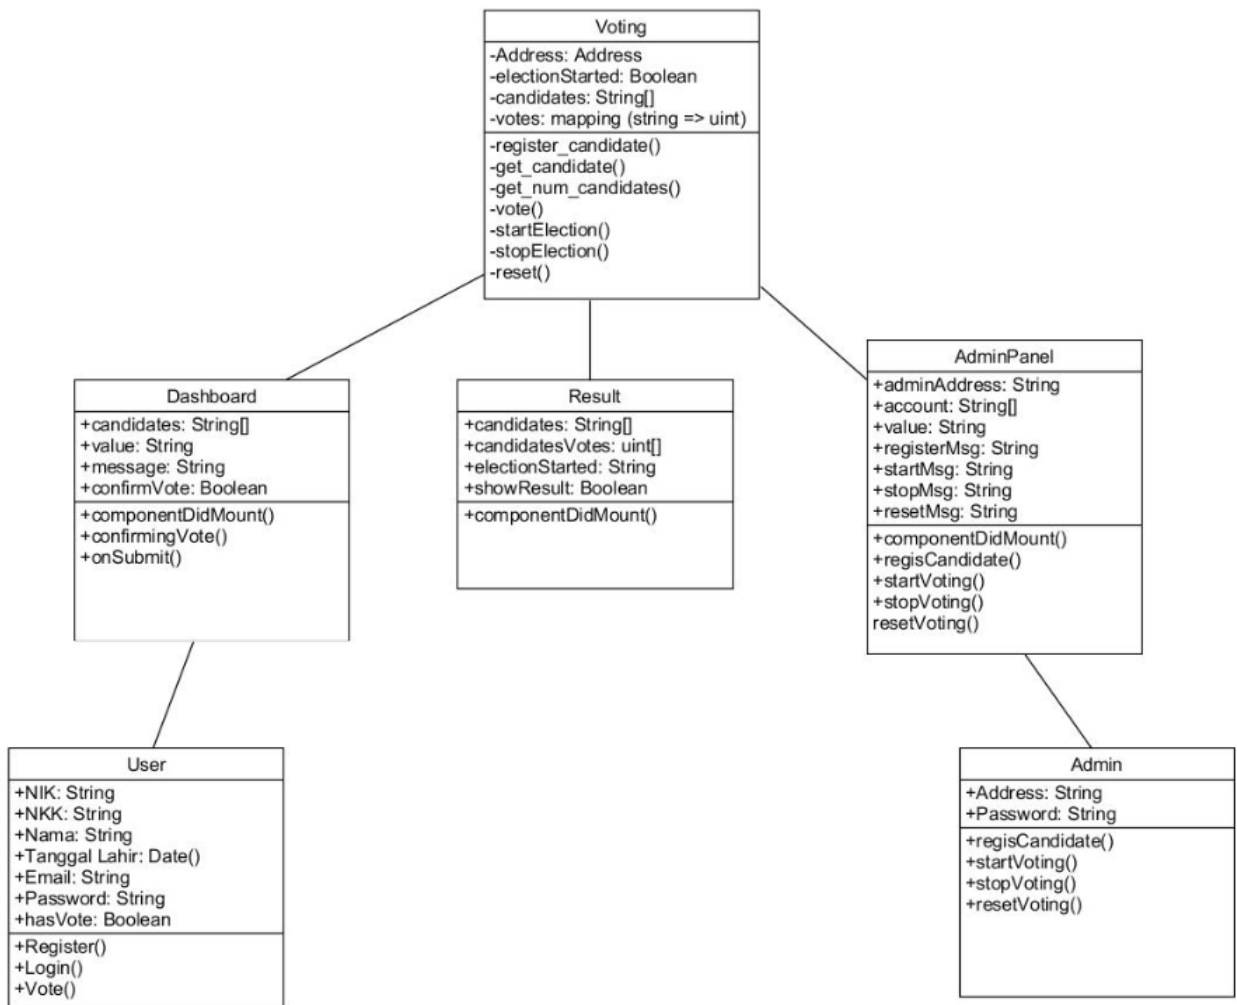 Voting
-Address: Address
-electionStarted: Boolean
-candidates: String[]
-votes: mapping (string => uint)
-register_candidate()
-get_candidate()
-get_num_candidates()
-vote()
-startElection()
-stopElection()
-reset()
Dashboard
+candidates: String[]
+value: String
+message: String
+confirmVote: Boolean
+componentDidMount()
+confirmingVote()
+onSubmit()
Result
+candidates: String[]
+candidatesVotes: uint[]
+electionStarted: String
+showResult: Boolean
+componentDidMount()
AdminPanel
+adminAddress: String
+account: String[]
+value: String
+registerMsg: String
+startMsg: String
+stopMsg: String
+resetMsg: String
+componentDidMount()
+regisCandidate()
+startVoting()
+stopVoting()
resetVoting()
User
+NIK: String
+NKK: String
+Nama: String
+Tanggal Lahir: Date()
+Email: String
+Password: String
+hasVote: Boolean
+Register()
+Login()
+Vote()
Admin
+Address: String
+Password: String
+regisCandidate()
+startVoting()
+stopVoting()
+resetVoting()